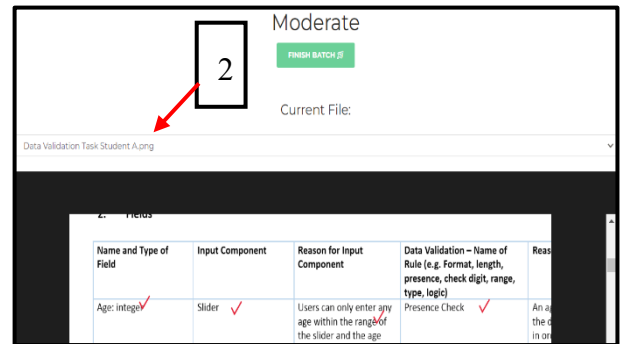 Moderate
FINISH BATCH
2
Current File:
Data Validation Task Student A.png
2. Fields
Name and Type of Field
Input Component
Reason for Input Component
Data Validation – Name of Rule (e.g. Format, length, presence, check digit, range, type, logic)
Reas
Age: integer
Slider
Users can only enter any age within the range of the slider and the age
Presence Check
An ag
the d
in or